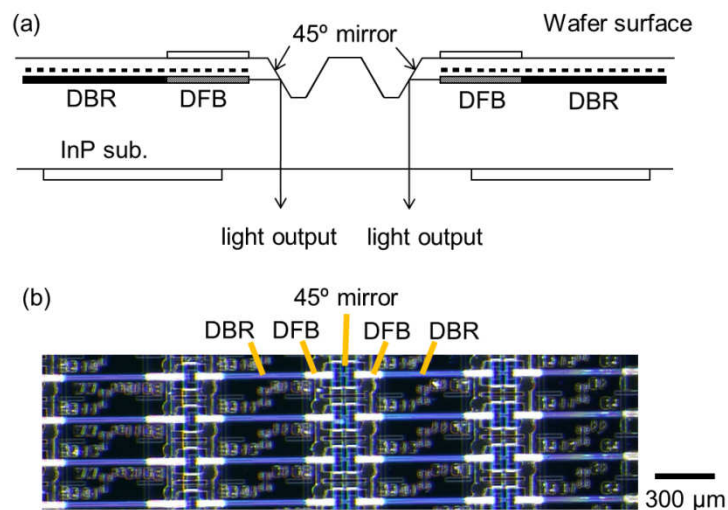 (a)
45º mirror
Wafer surface
DBR
DFB
DFB
DBR
InP sub.
light output
light output
(b)
45º mirror
DBR
DFB
DFB
DBR
300 µm